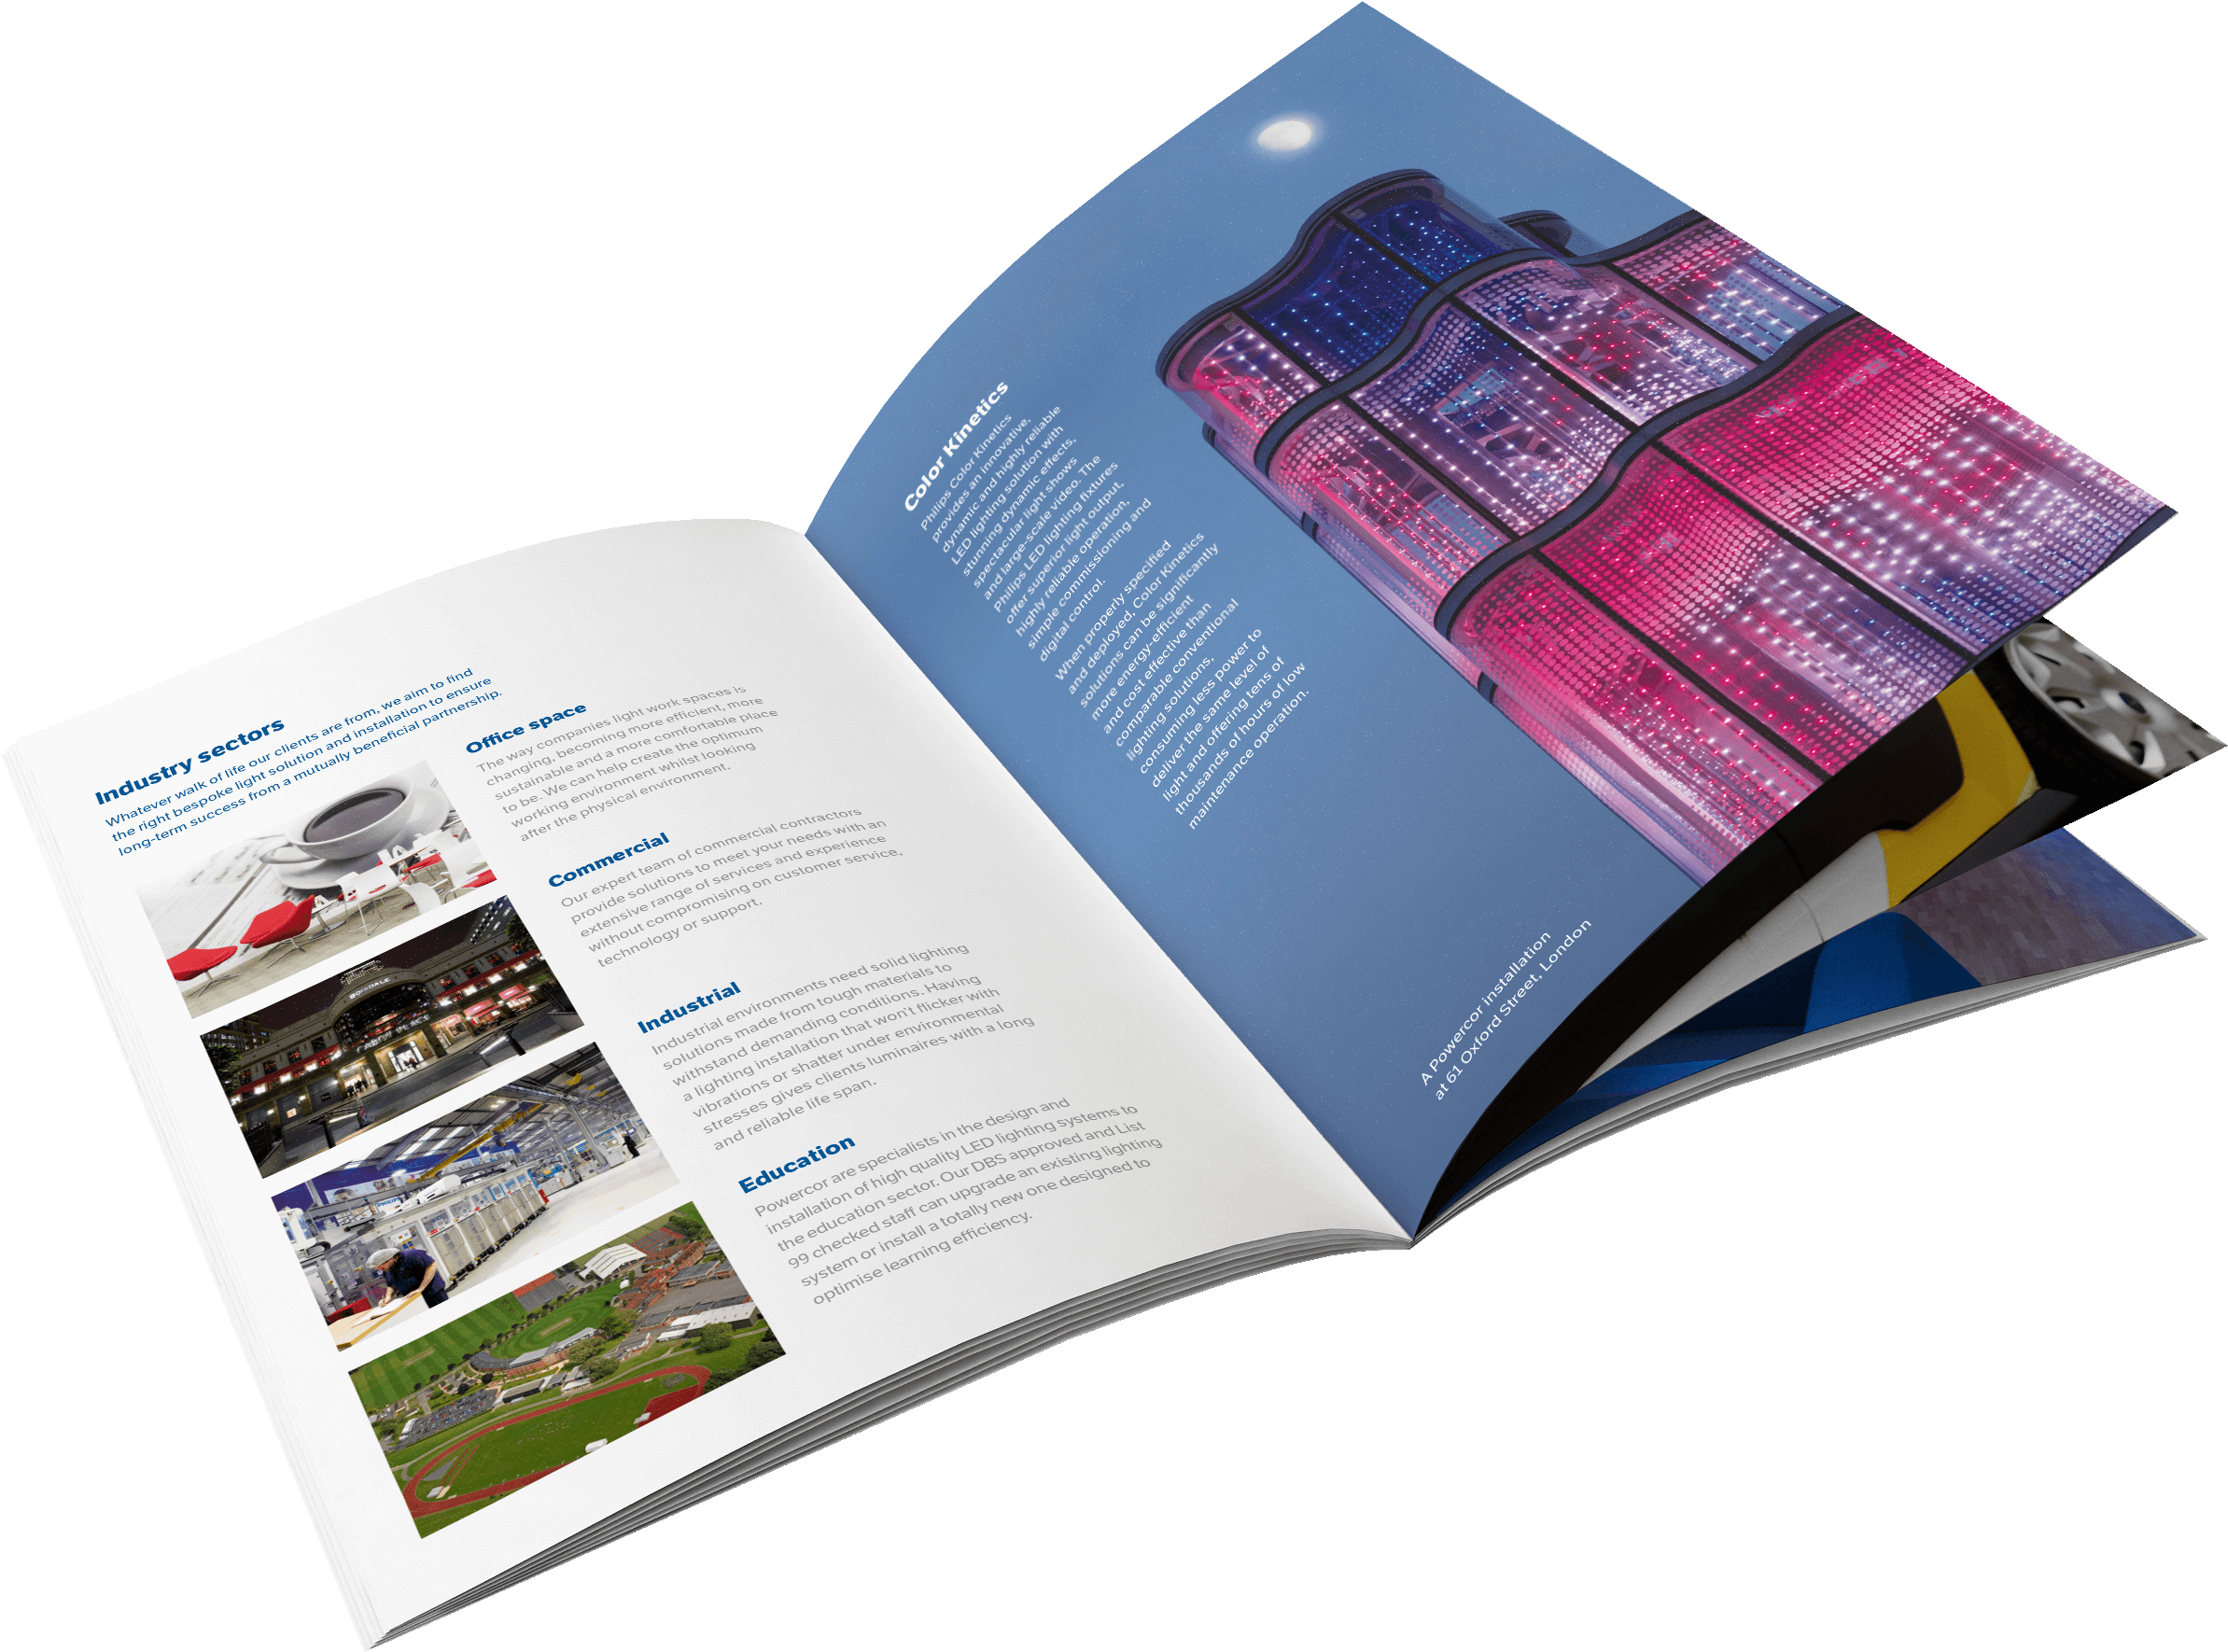 Industry sectors
Whatever walk of life our clients are from, we aim to find
the right bespoke light solution and installation to ensure
long-term success from a mutually beneficial partnership.
Office space
The way companies light work spaces is
changing, becoming more efficient, more
sustainable and a more comfortable place
to be. We can help create the optimum
working environment whilst looking
after the physical environment.
Commercial
Our expert team of commercial contractors
provide solutions to meet your needs with an
extensive range of services and experience
without compromising on customer service,
technology or support.
Industrial
Industrial environments need solid lighting
solutions made from tough materials to
withstand demanding conditions. Having
a lighting installation that won't flicker with
vibrations or shatter under environmental
stresses gives clients luminaires with a long
and reliable life span.
Education
Powercor are specialists in the design and
installation of high quality LED lighting systems to
the education sector. Our DBS approved and List
99 checked staff can upgrade an existing lighting
system or install a totally new one designed to
optimise learning efficiency.
BOISDALE
CABOT PLACE
PHILIPS
Color Kinetics
Philips Color Kinetics
provides an innovative,
dynamic and highly reliable
LED lighting solution with
stunning dynamic effects,
spectacular light shows
and large-scale video. The
Philips LED lighting fixtures
offer superior light output,
highly reliable operation,
simple commissioning and
digital control.
When properly specified
and deployed, Color Kinetics
solutions can be significantly
more energy-efficient
and cost effective than
comparable conventional
lighting solutions,
consuming less power to
deliver the same level of
light and offering tens of
thousands of hours of low
maintenance operation.
A Powercor installation
at 61 Oxford Street, London